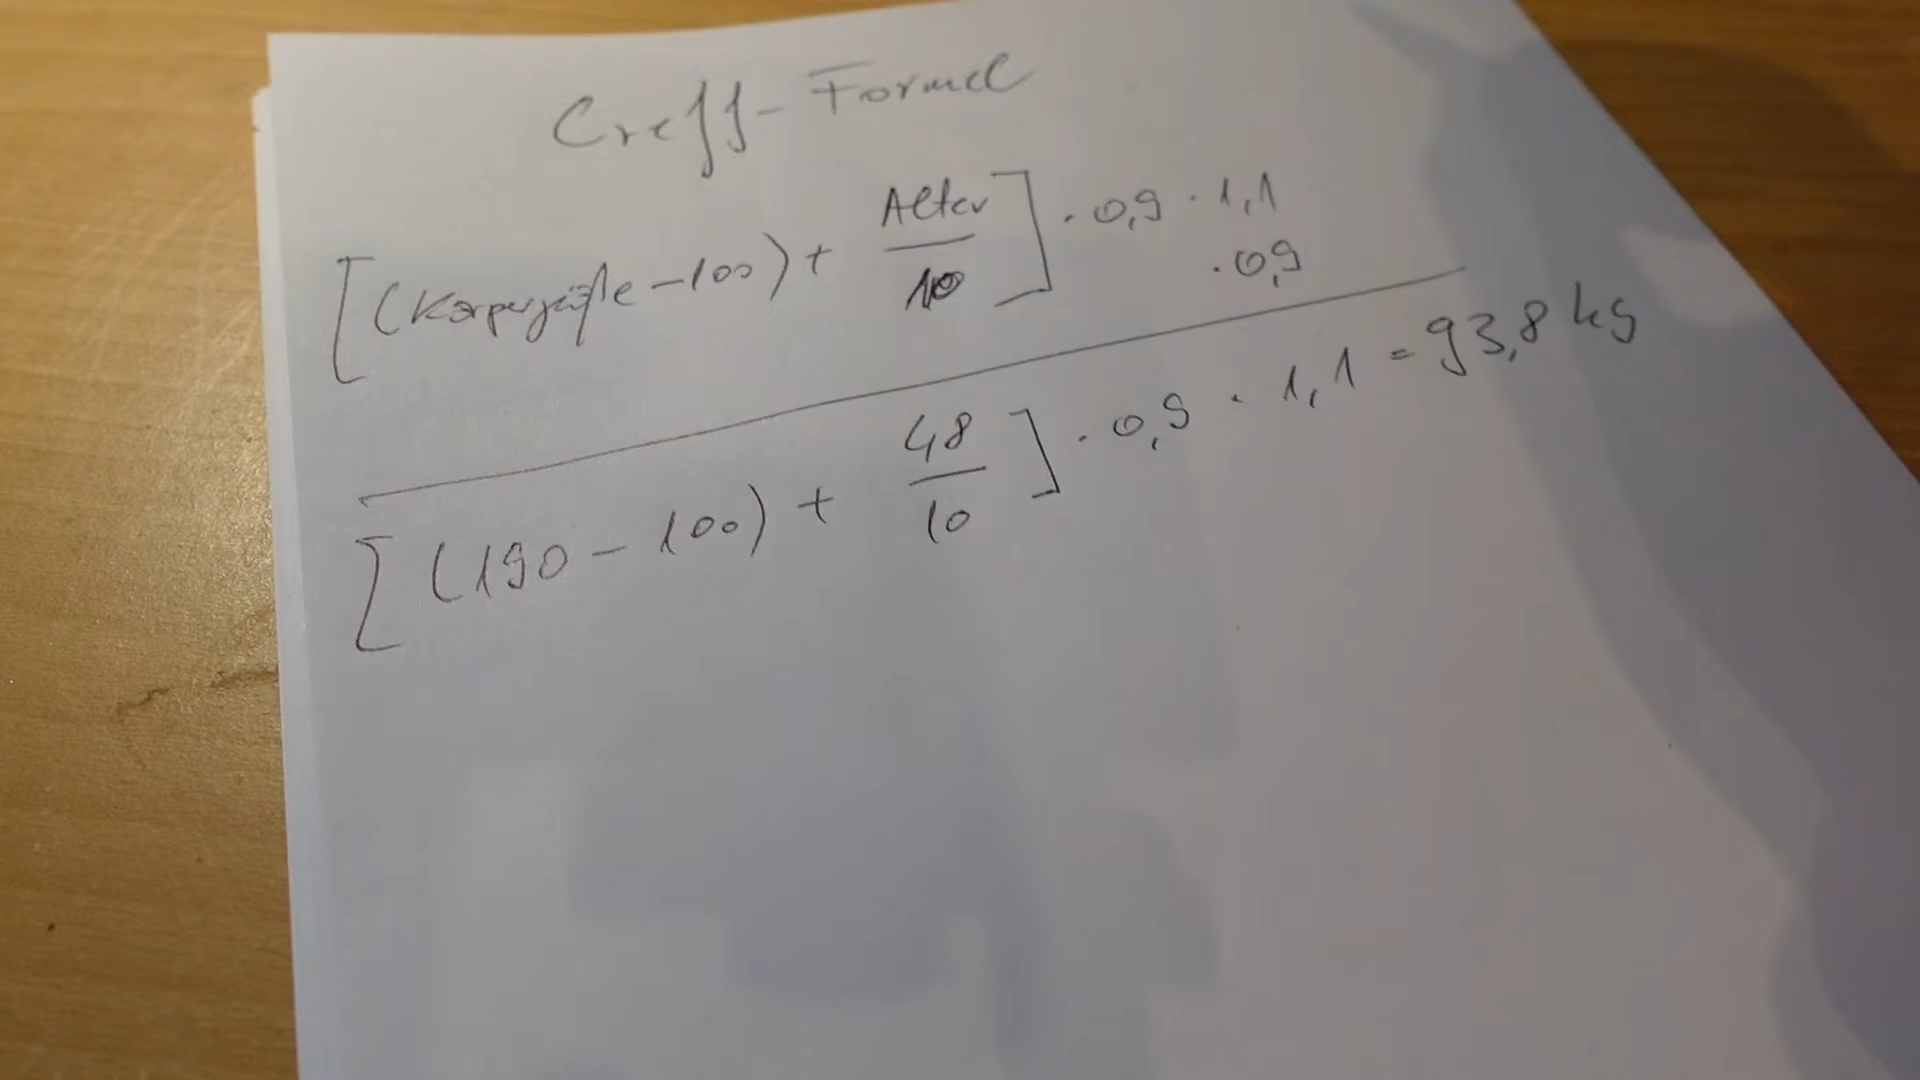 Creff-Formel
[(Körpergröße-100) + Alter/10] · 0,9 · 1,1
· 0,9
[(190 - 100) + 48/10] · 0,9 · 1,1 = 93,8 kg